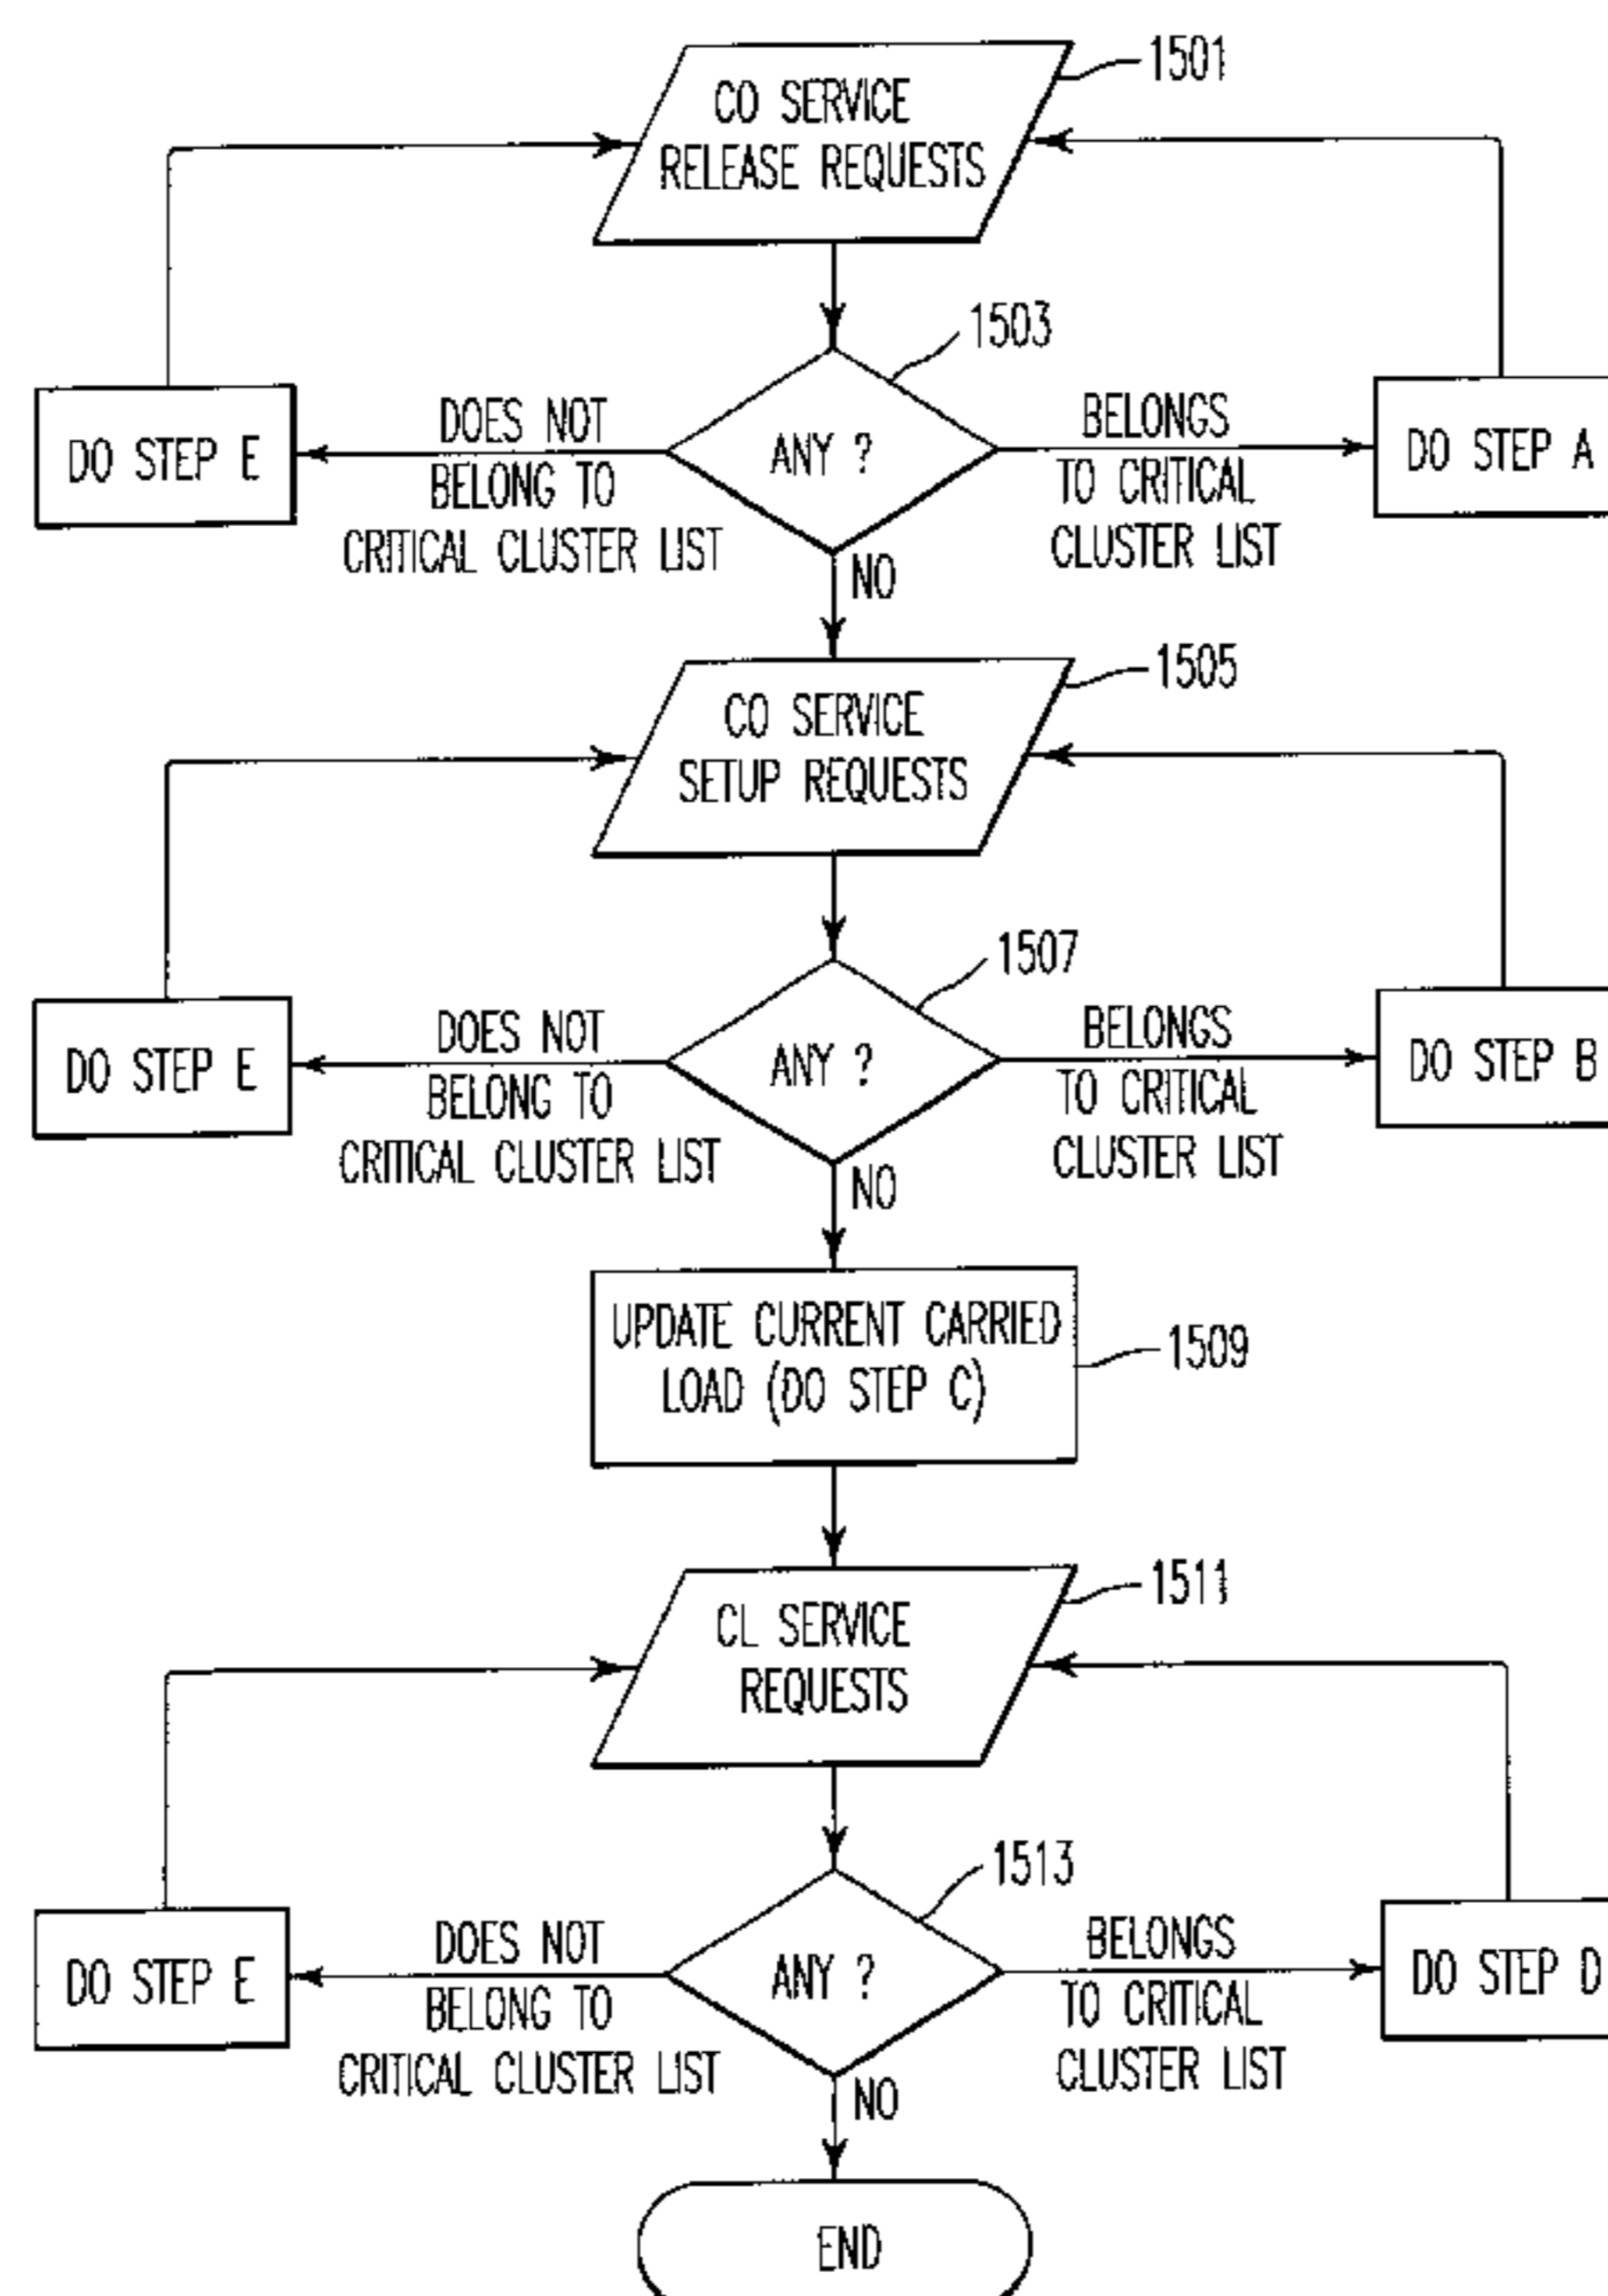 1501
CO SERVICE
RELEASE REQUESTS
1503
DO STEP E
DOES NOT
BELONG TO
CRITICAL CLUSTER LIST
ANY ?
BELONGS
TO CRITICAL
CLUSTER LIST
DO STEP A
NO
1505
CO SERVICE
SETUP REQUESTS
1507
DO STEP E
DOES NOT
BELONG TO
CRITICAL CLUSTER LIST
ANY ?
BELONGS
TO CRITICAL
CLUSTER LIST
DO STEP B
NO
UPDATE CURRENT CARRIED
LOAD (DO STEP C)
1509
1511
CL SERVICE
REQUESTS
1513
DO STEP E
DOES NOT
BELONG TO
CRITICAL CLUSTER LIST
ANY ?
BELONGS
TO CRITICAL
CLUSTER LIST
DO STEP D
NO
END